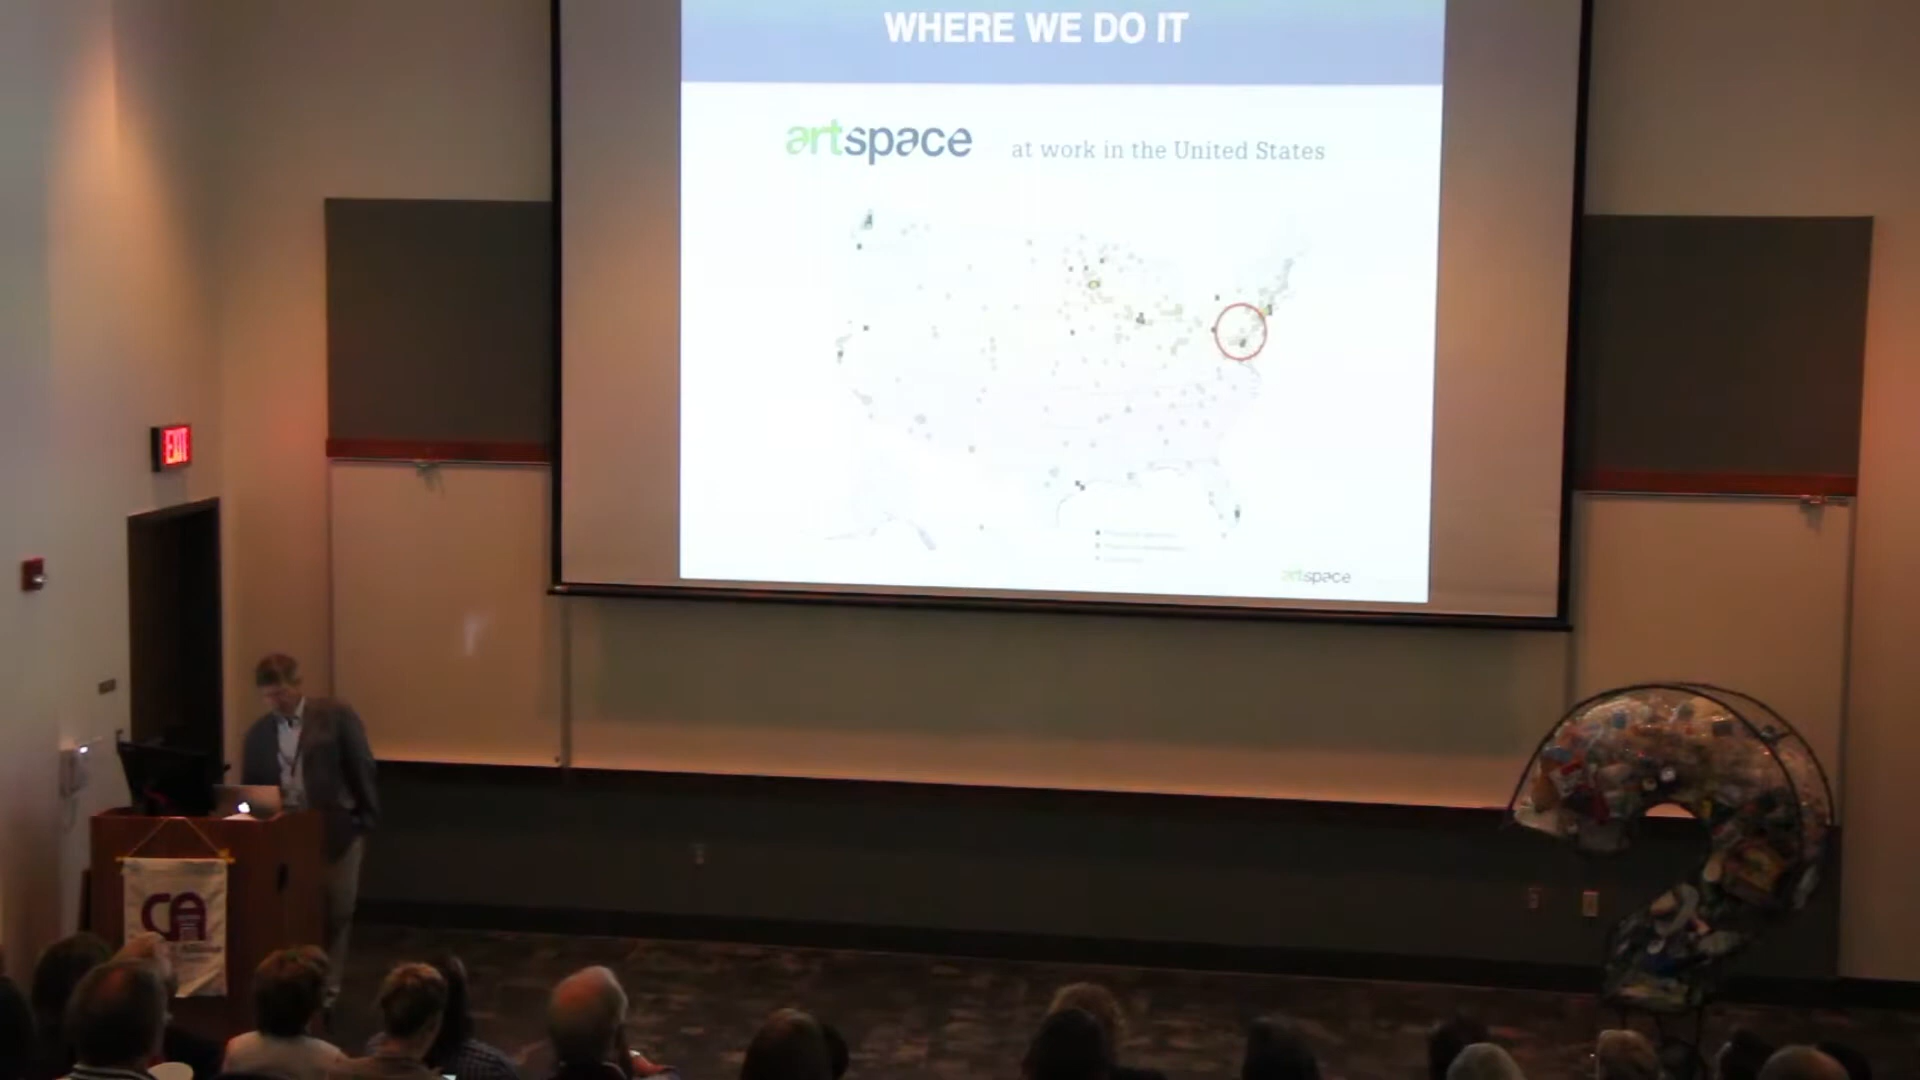 WHERE WE DO IT
artspace at work in the United States
artspace
EXIT
CA